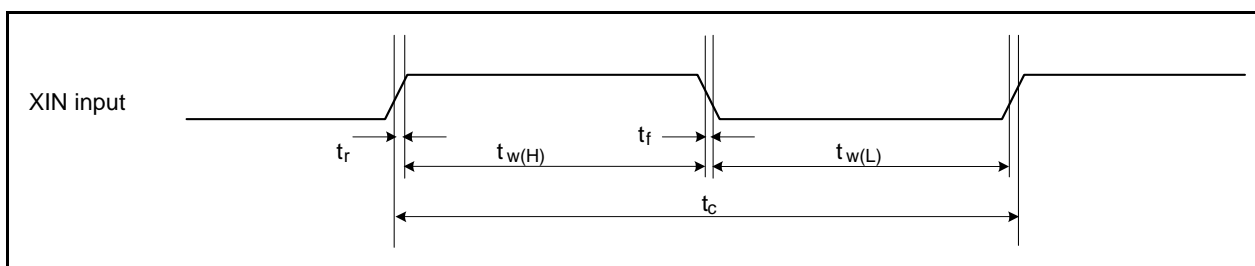 XIN input
tr
tw(H)
tf
tw(L)
tc